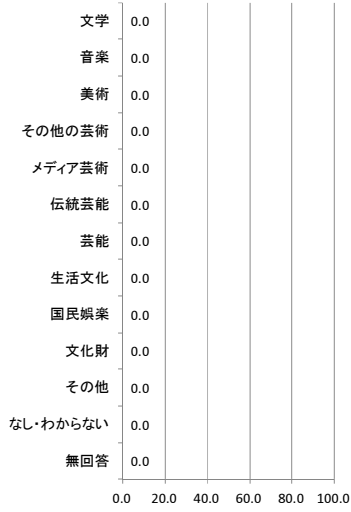 文学 0.0
音楽 0.0
美術 0.0
その他の芸術 0.0
メディア芸術 0.0
伝統芸能 0.0
芸能 0.0
生活文化 0.0
国民娯楽 0.0
文化財 0.0
その他 0.0
なし・わからない 0.0
無回答 0.0
0.0 20.0 40.0 60.0 80.0 100.0